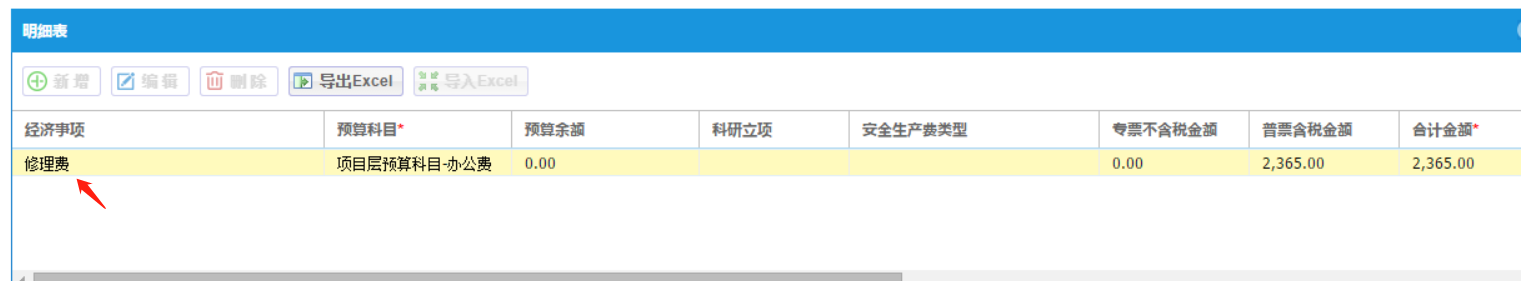 明细表
新增 编辑 删除 导出Excel 导入Excel
经济事项 预算科目* 预算余额 科研立项 安全生产费类型 专票不含税金额 普票含税金额 合计金额*
修理费 项目层预算科目-办公费 0.00 0.00 2,365.00 2,365.00